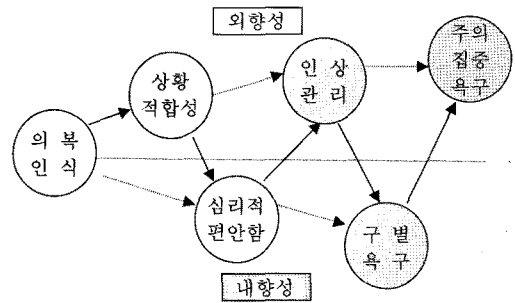 외향성
주의
집중
욕구
상황
적합성
인 상
관 리
의 복
인 식
심리적
편안함
구 별
욕 구
내향성